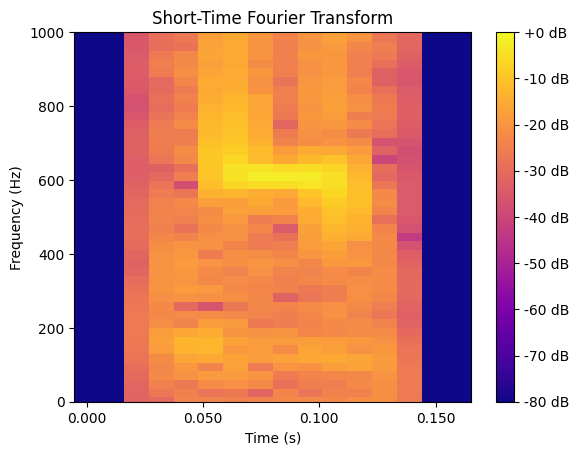 Short-Time Fourier Transform
1000
800
600
400
200
0
Frequency (Hz)
0.000
0.050
0.100
0.150
Time (s)
+0 dB
-10 dB
-20 dB
-30 dB
-40 dB
-50 dB
-60 dB
-70 dB
-80 dB